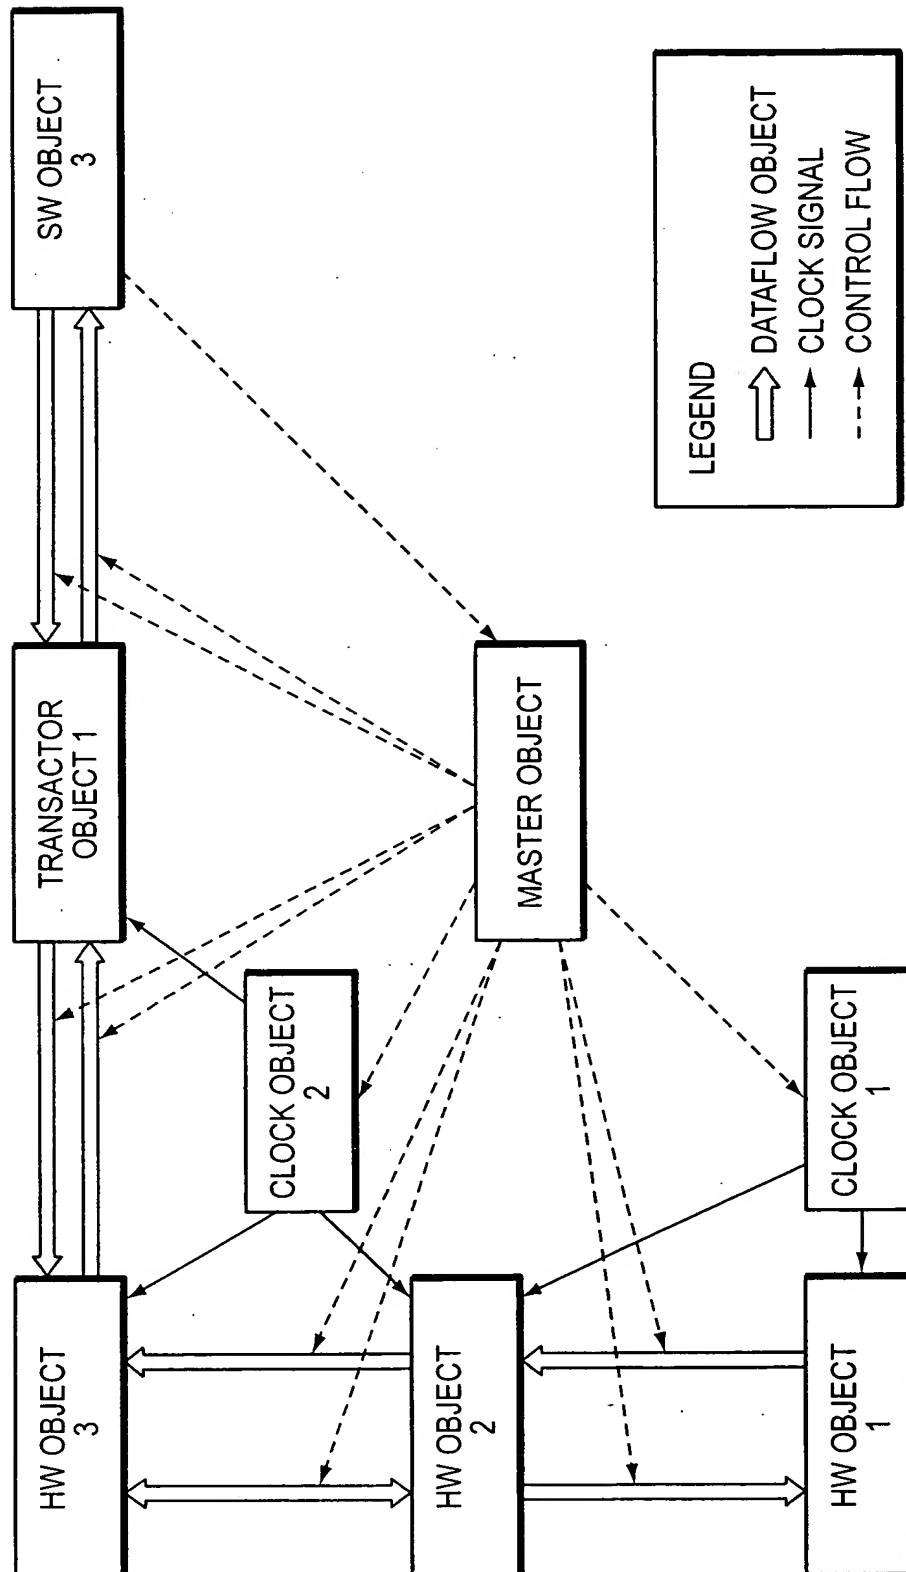 HW OBJECT
3
TRANSACTOR
OBJECT 1
SW OBJECT
3
CLOCK OBJECT
2
HW OBJECT
2
MASTER OBJECT
HW OBJECT
1
CLOCK OBJECT
1
LEGEND
DATAFLOW OBJECT
CLOCK SIGNAL
CONTROL FLOW